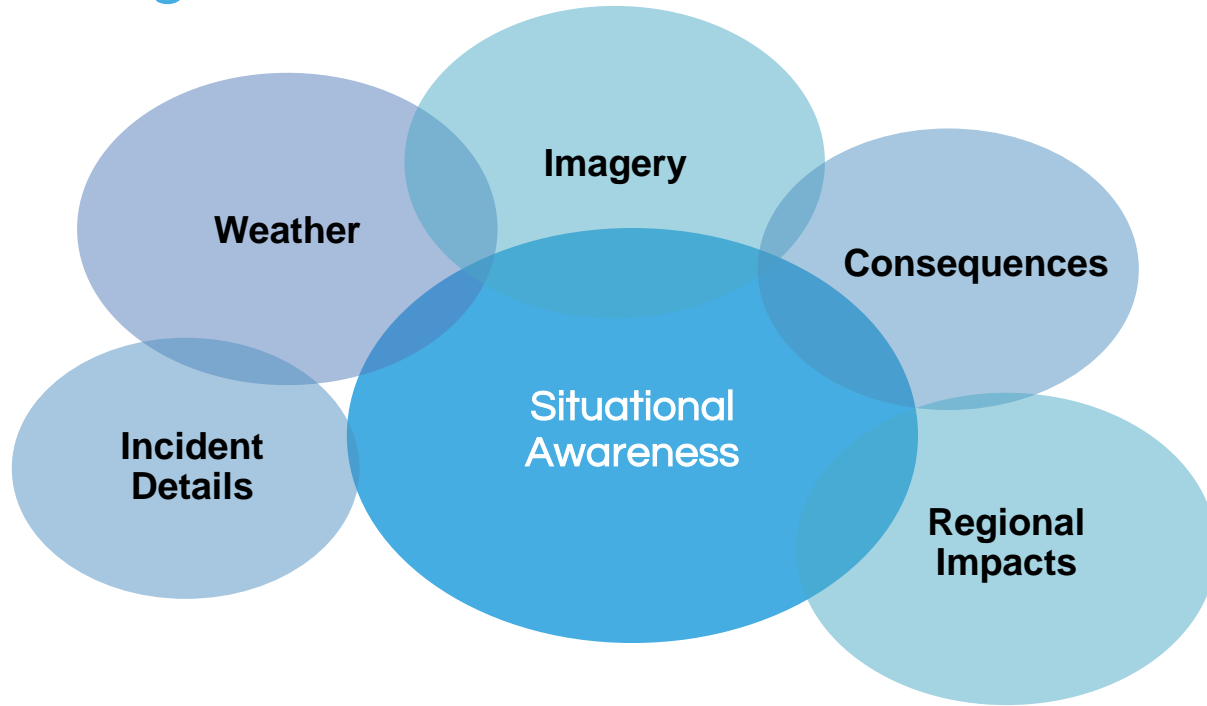 Imagery
Weather
Consequences
Situational
Awareness
Incident
Details
Regional
Impacts